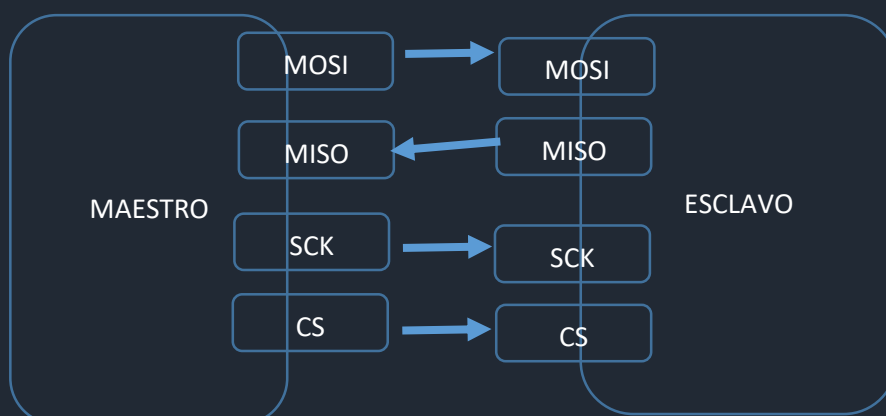 MOSI
MOSI
MISO
MISO
MAESTRO
ESCLAVO
SCK
SCK
CS
CS